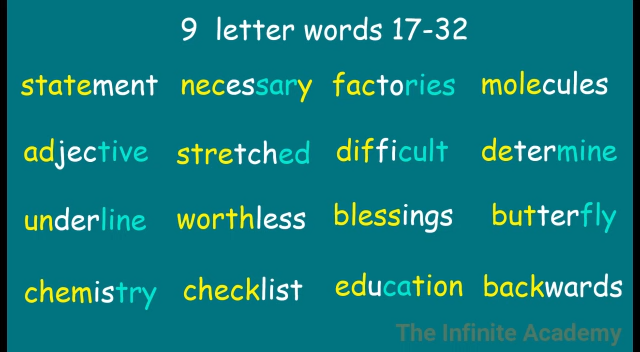 9 letter words 17-32
statement necessary factories molecules
adjective stretched difficult determine
underline worthless blessings butterfly
chemistry checklist education backwards
The Infinite Academy